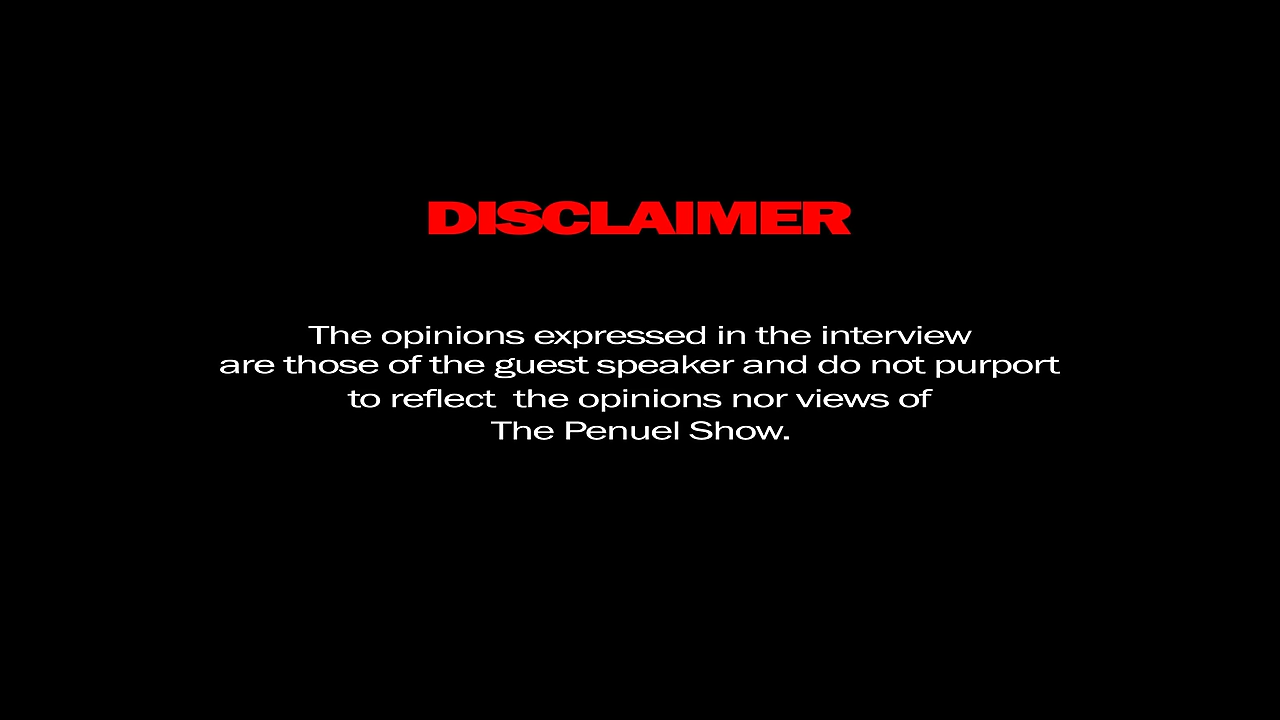 DISCLAIMER
The opinions expressed in the interview
are those of the guest speaker and do not purport
to reflect  the opinions nor views of
The Penuel Show.